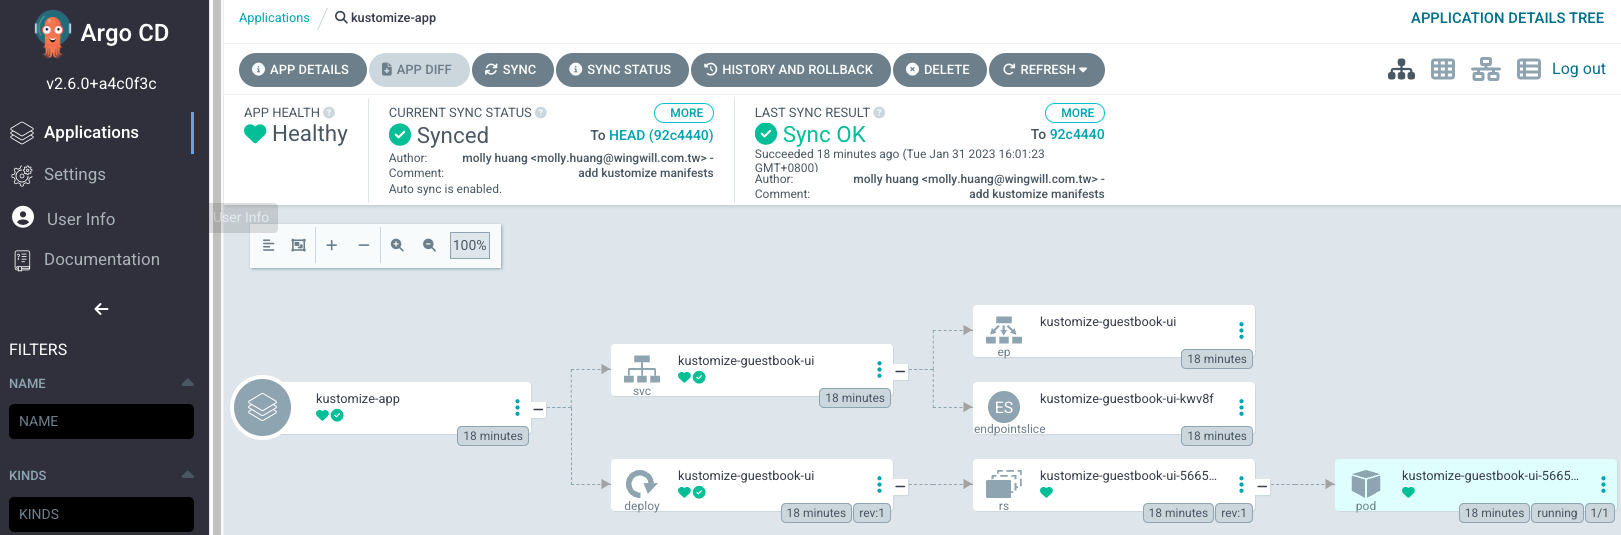 Argo CD
v2.6.0+a4c0f3c
Applications
Settings
User Info
Documentation
FILTERS
NAME
NAME
KINDS
KINDS
User Info
Applications / kustomize-app
APPLICATION DETAILS TREE
APP DETAILS
APP DIFF
SYNC
SYNC STATUS
HISTORY AND ROLLBACK
DELETE
REFRESH
Log out
APP HEALTH ?
Healthy
CURRENT SYNC STATUS ?
MORE
Synced
To HEAD (92c4440)
Author: molly huang <molly.huang@wingwill.com.tw> -
Comment: add kustomize manifests
Auto sync is enabled.
LAST SYNC RESULT ?
MORE
Sync OK
To 92c4440
Succeeded 18 minutes ago (Tue Jan 31 2023 16:01:23
GMT+0800)
Author: molly huang <molly.huang@wingwill.com.tw> -
Comment: add kustomize manifests
100%
kustomize-app
18 minutes
svc
kustomize-guestbook-ui
18 minutes
deploy
kustomize-guestbook-ui
18 minutes
rev:1
ep
kustomize-guestbook-ui
18 minutes
ES
endpointslice
kustomize-guestbook-ui-kwv8f
18 minutes
rs
kustomize-guestbook-ui-5665...
18 minutes
rev:1
pod
kustomize-guestbook-ui-5665...
18 minutes
running
1/1